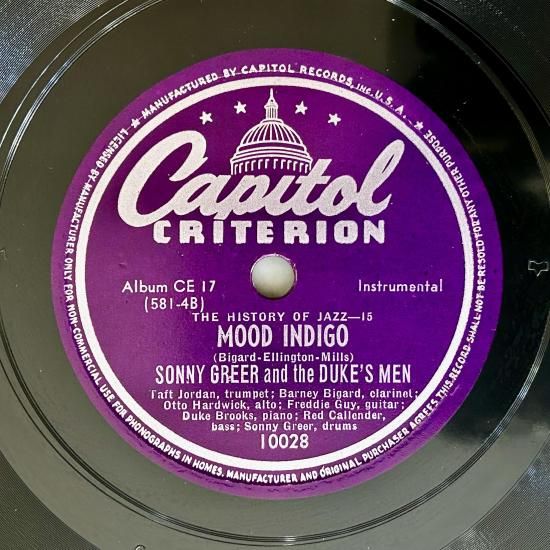 MANUFACTURED BY CAPITOL RECORDS, INC. U.S.A.
LICENSED BY MANUFACTURER ONLY FOR NON-COMMERCIAL USE FOR PHONOGRAPHS IN HOMES. MANUFACTURER AND ORIGINAL PURCHASER AGREES THIS RECORD SHALL NOT BE RESOLD FOR ANY OTHER PURPOSE
Capitol
CRITERION
Album CE 17 Instrumental
(581-4B)
THE HISTORY OF JAZZ—15
MOOD INDIGO
(Bigard-Ellington-Mills)
SONNY GREER and the DUKE'S MEN
Taft Jordan, trumpet; Barney Bigard, clarinet;
Otto Hardwick, alto; Freddie Guy, guitar;
Duke Brooks, piano; Red Callender,
bass; Sonny Greer, drums
10028